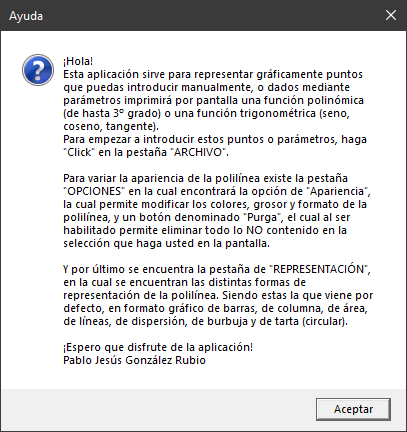 Ayuda
¡Hola!
Esta aplicación sirve para representar gráficamente puntos
que puedas introducir manualmente, o dados mediante
parámetros imprimirá por pantalla una función polinómica
(de hasta 3º grado) o una función trigonométrica (seno,
coseno, tangente).
Para empezar a introducir estos puntos o parámetros, haga
"Click" en la pestaña "ARCHIVO".
Para variar la apariencia de la polilínea existe la pestaña
"OPCIONES" en la cual encontrará la opción de "Apariencia",
la cual permite modificar los colores, grosor y formato de la
polilínea, y un botón denominado "Purga", el cual al ser
habilitado permite eliminar todo lo NO contenido en la
selección que haga usted en la pantalla.
Y por último se encuentra la pestaña de "REPRESENTACIÓN",
en la cual se encuentran las distintas formas de
representación de la polilínea. Siendo estas la que viene por
defecto, en formato gráfico de barras, de columna, de área,
de líneas, de dispersión, de burbuja y de tarta (circular).
¡Espero que disfrute de la aplicación!
Pablo Jesús González Rubio
Aceptar